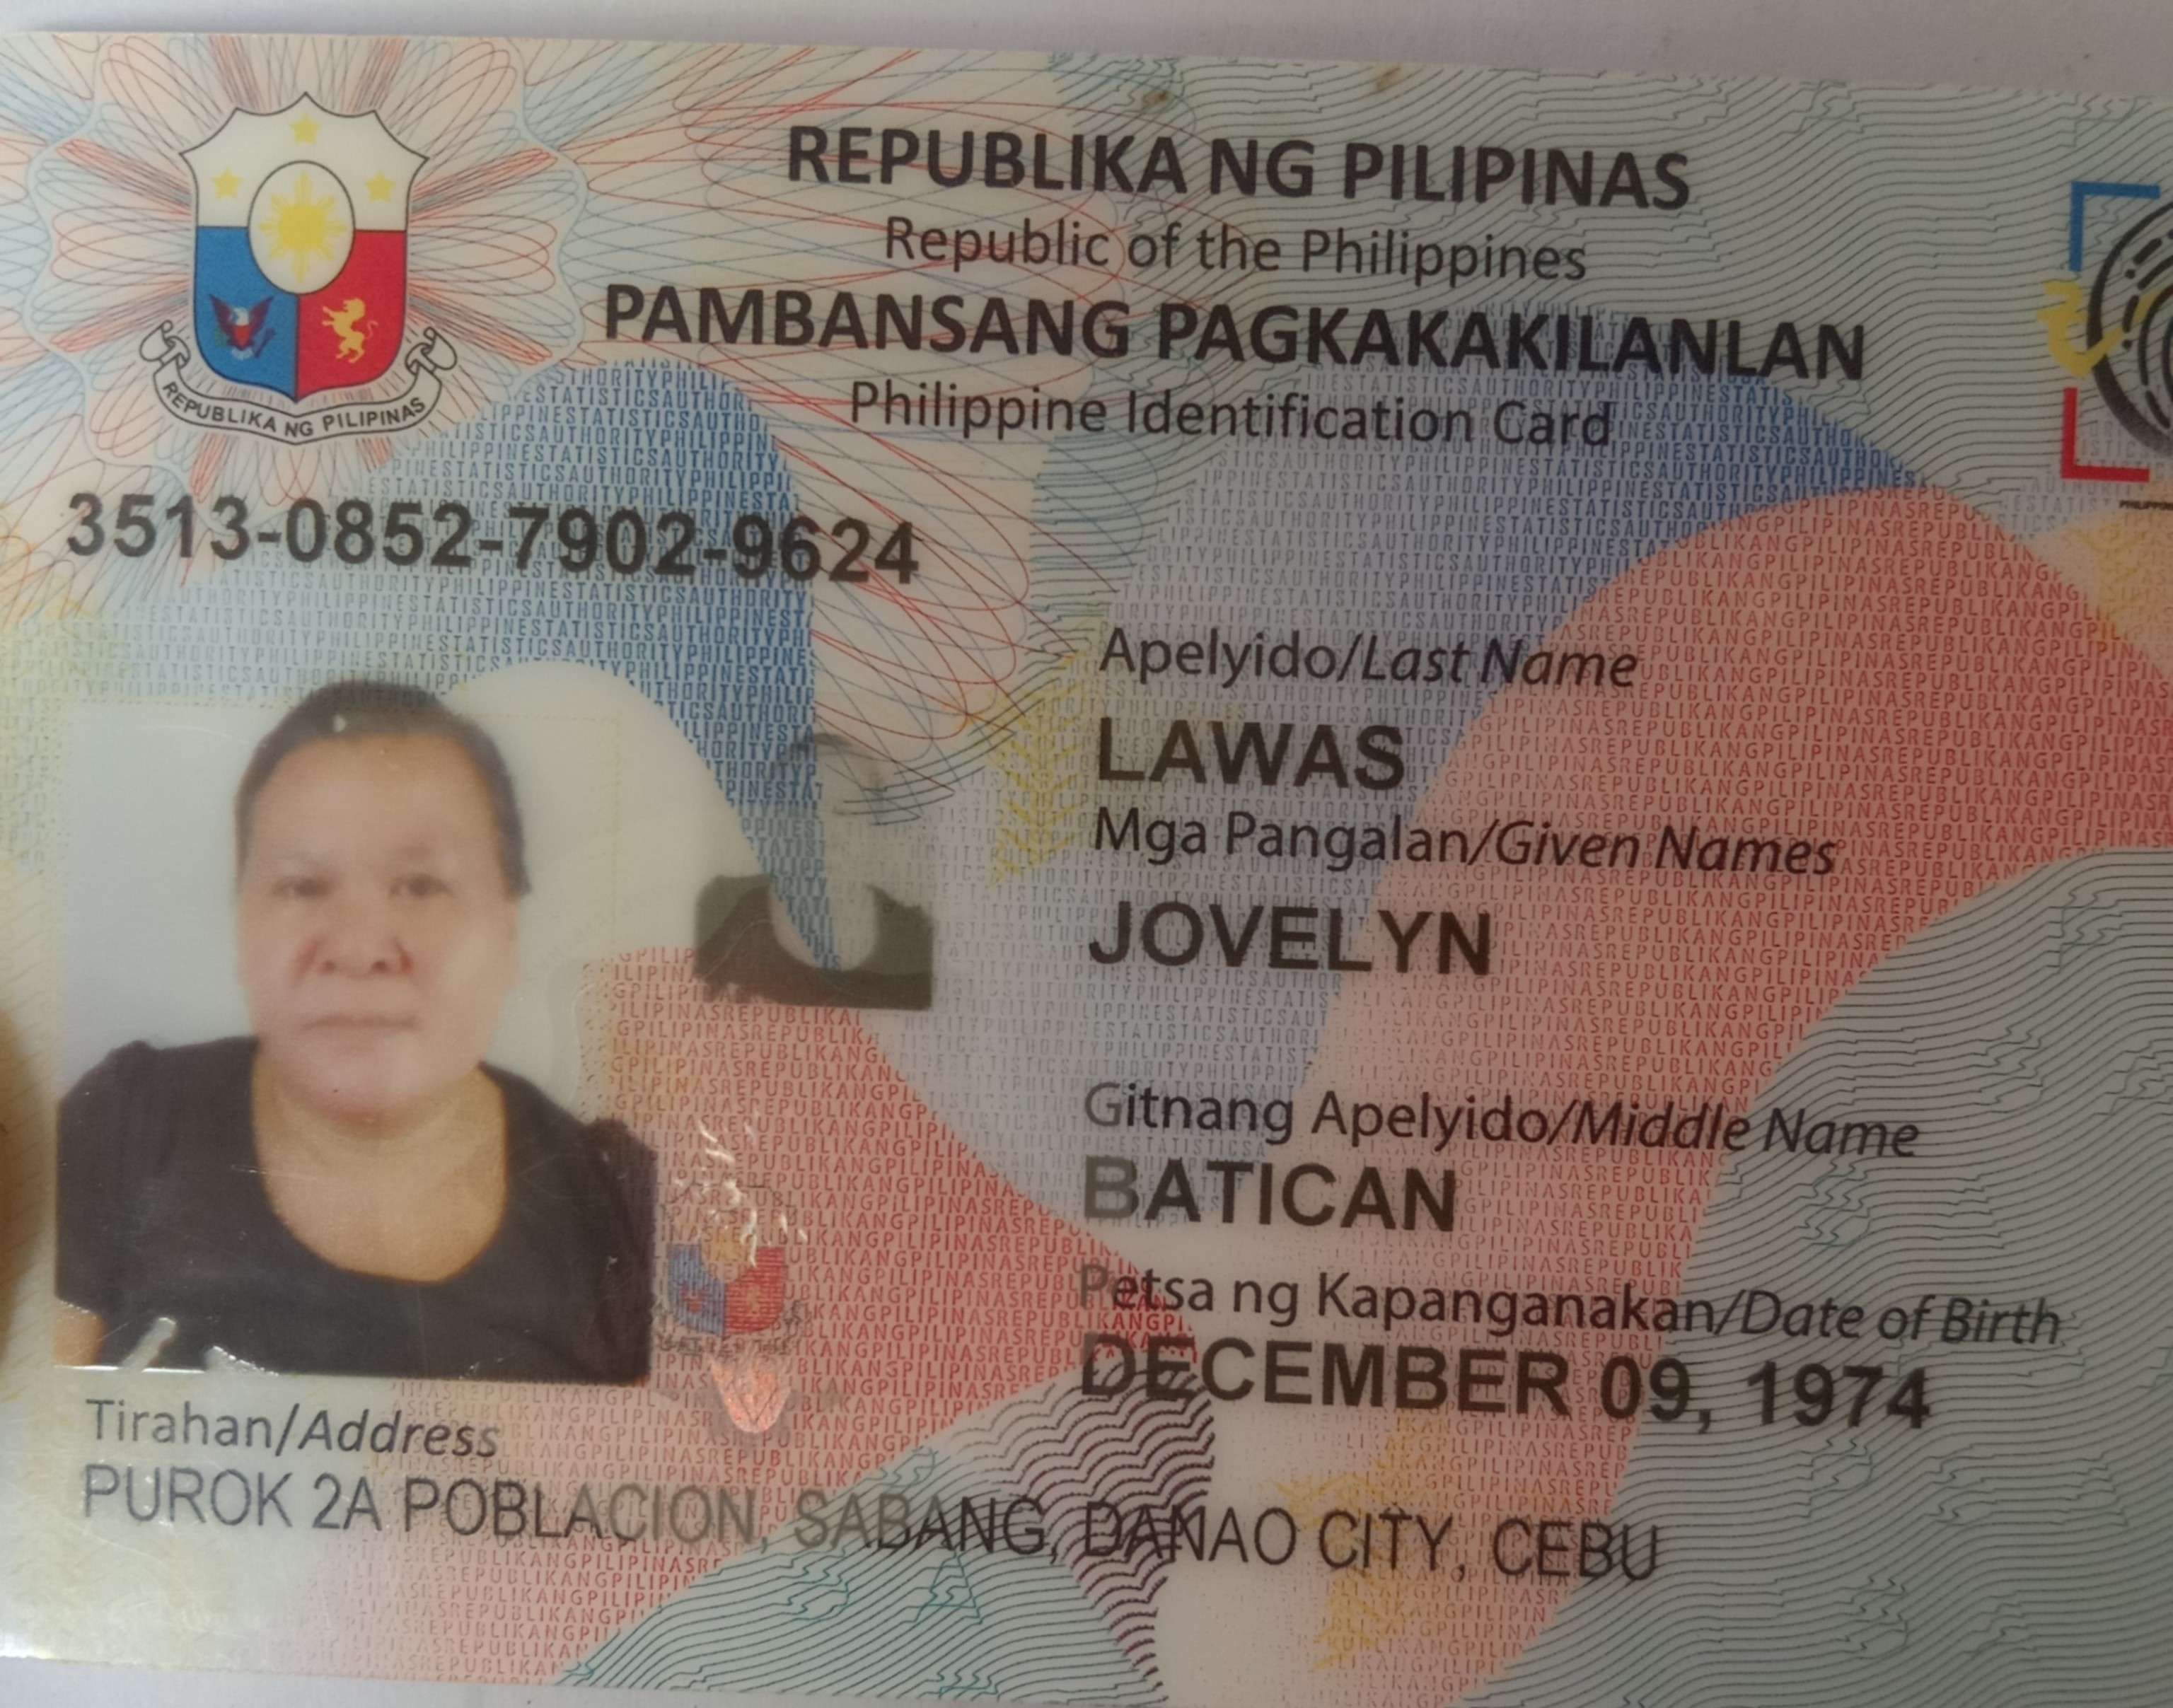 REPUBLIKA NG PILIPINAS
Republic of the Philippines
PAMBANSANG PAGKAKAKILANLAN
Philippine Identification Card
REPUBLIKA NG PILIPINAS
3513-0852-7902-9624
Apelyido/Last Name
LAWAS
Mga Pangalan/Given Names
JOVELYN
Gitnang Apelyido/Middle Name
BATICAN
Petsa ng Kapanganakan/Date of Birth
DECEMBER 09, 1974
Tirahan/Address
PUROK 2A POBLACION, SABANG, DANAO CITY, CEBU